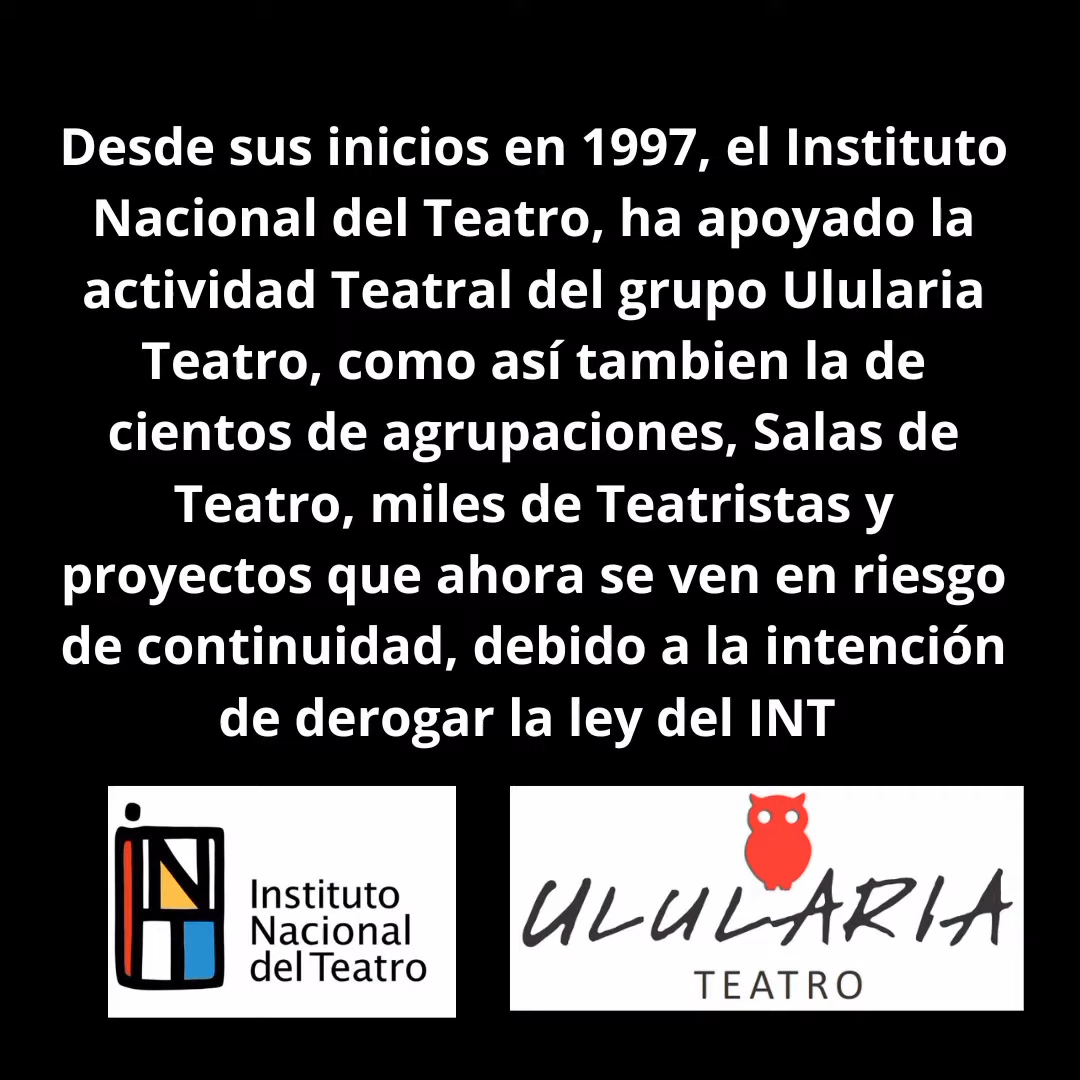 Desde sus inicios en 1997, el Instituto
Nacional del Teatro, ha apoyado la
actividad Teatral del grupo Ulularia
Teatro, como así tambien la de
cientos de agrupaciones, Salas de
Teatro, miles de Teatristas y
proyectos que ahora se ven en riesgo
de continuidad, debido a la intención
de derogar la ley del INT
iNT
Instituto
Nacional
del Teatro
ULULARIA
TEATRO